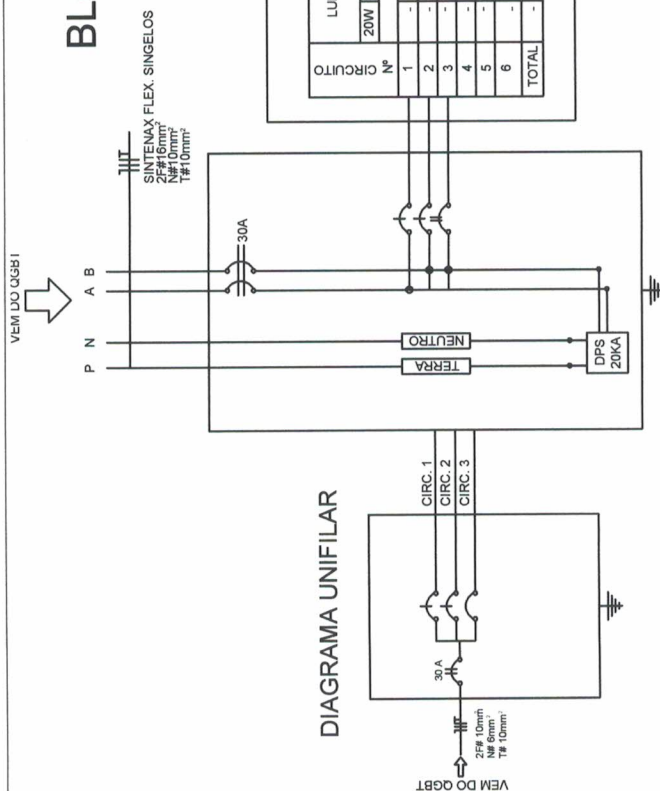 VEM DO QGBT
BL
P
N
A
B
SINTENAX FLEX. SINGELOS
2F#16mm²
N#10mm²
T#10mm²
30A
TERRA
NEUTRO
DPS
20KA
LU
20W
CIRCUITO
Nº
1 -
2 -
3 -
4 -
5 -
6 -
TOTAL -
DIAGRAMA UNIFILAR
CIRC. 1
CIRC. 2
CIRC. 3
30 A
2F# 10mm²
N# 6mm²
T# 10mm²
VEM DO QGBT